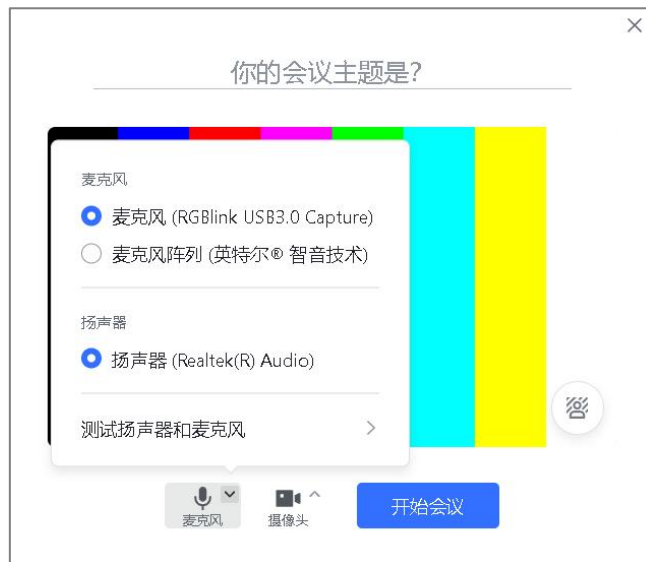 你的会议主题是?
麦克风
麦克风 (RGBlink USB3.0 Capture)
麦克风阵列 (英特尔® 智音技术)
扬声器
扬声器 (Realtek(R) Audio)
测试扬声器和麦克风
麦克风
摄像头
开始会议